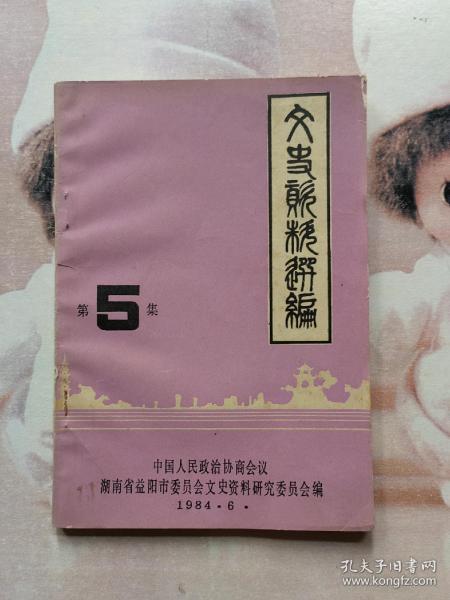 文史资料选编
第5集
中国人民政治协商会议
湖南省益阳市委员会文史资料研究委员会编
1984·6·
孔夫子旧书网
www.kongfz.com